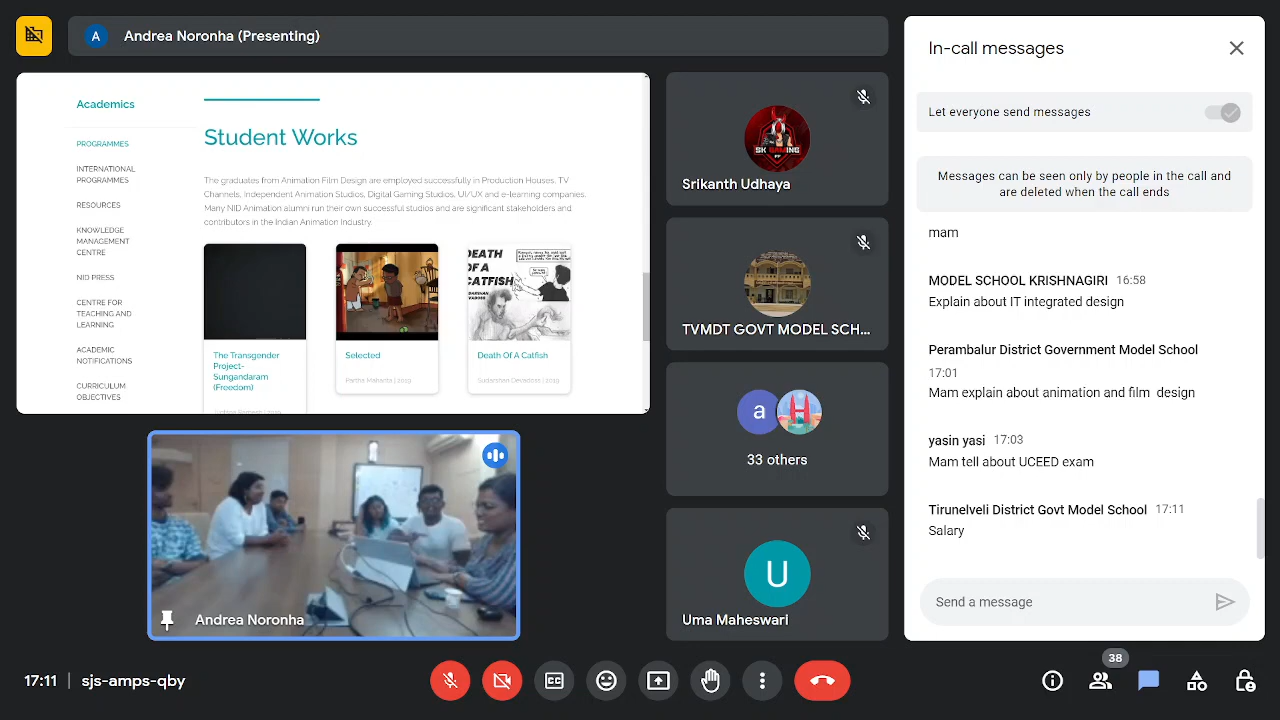 A
Andrea Noronha (Presenting)
Academics
PROGRAMMES
INTERNATIONAL
PROGRAMMES
RESOURCES
KNOWLEDGE
MANAGEMENT
CENTRE
NID PRESS
CENTRE FOR
TEACHING AND
LEARNING
ACADEMIC
NOTIFICATIONS
CURRICULUM
OBJECTIVES
Student Works
The graduates from Animation Film Design are employed successfully in Production Houses, TV
Channels, Independent Animation Studios, Digital Gaming Studios, UI/UX and e-learning companies.
Many NID Animation alumni run their own successful studios and are significant stakeholders and
contributors in the Indian Animation Industry.
DEATH
OF A
CATFISH
The Transgender
Project-
Sungandaram
(Freedom)
Selected
Death Of A Catfish
Sudarshan Devadoss | 2019
Andrea Noronha
SK GAMING
Srikanth Udhaya
TVMDT GOVT MODEL SCH...
a
33 others
U
Uma Maheswari
In-call messages
Let everyone send messages
Messages can be seen only by people in the call and
are deleted when the call ends
mam
MODEL SCHOOL KRISHNAGIRI 16:58
Explain about IT integrated design
Perambalur District Government Model School
17:01
Mam explain about animation and film design
yasin yasi 17:03
Mam tell about UCEED exam
Tirunelveli District Govt Model School 17:11
Salary
Send a message
17:11 | sjs-amps-qby
CC
38